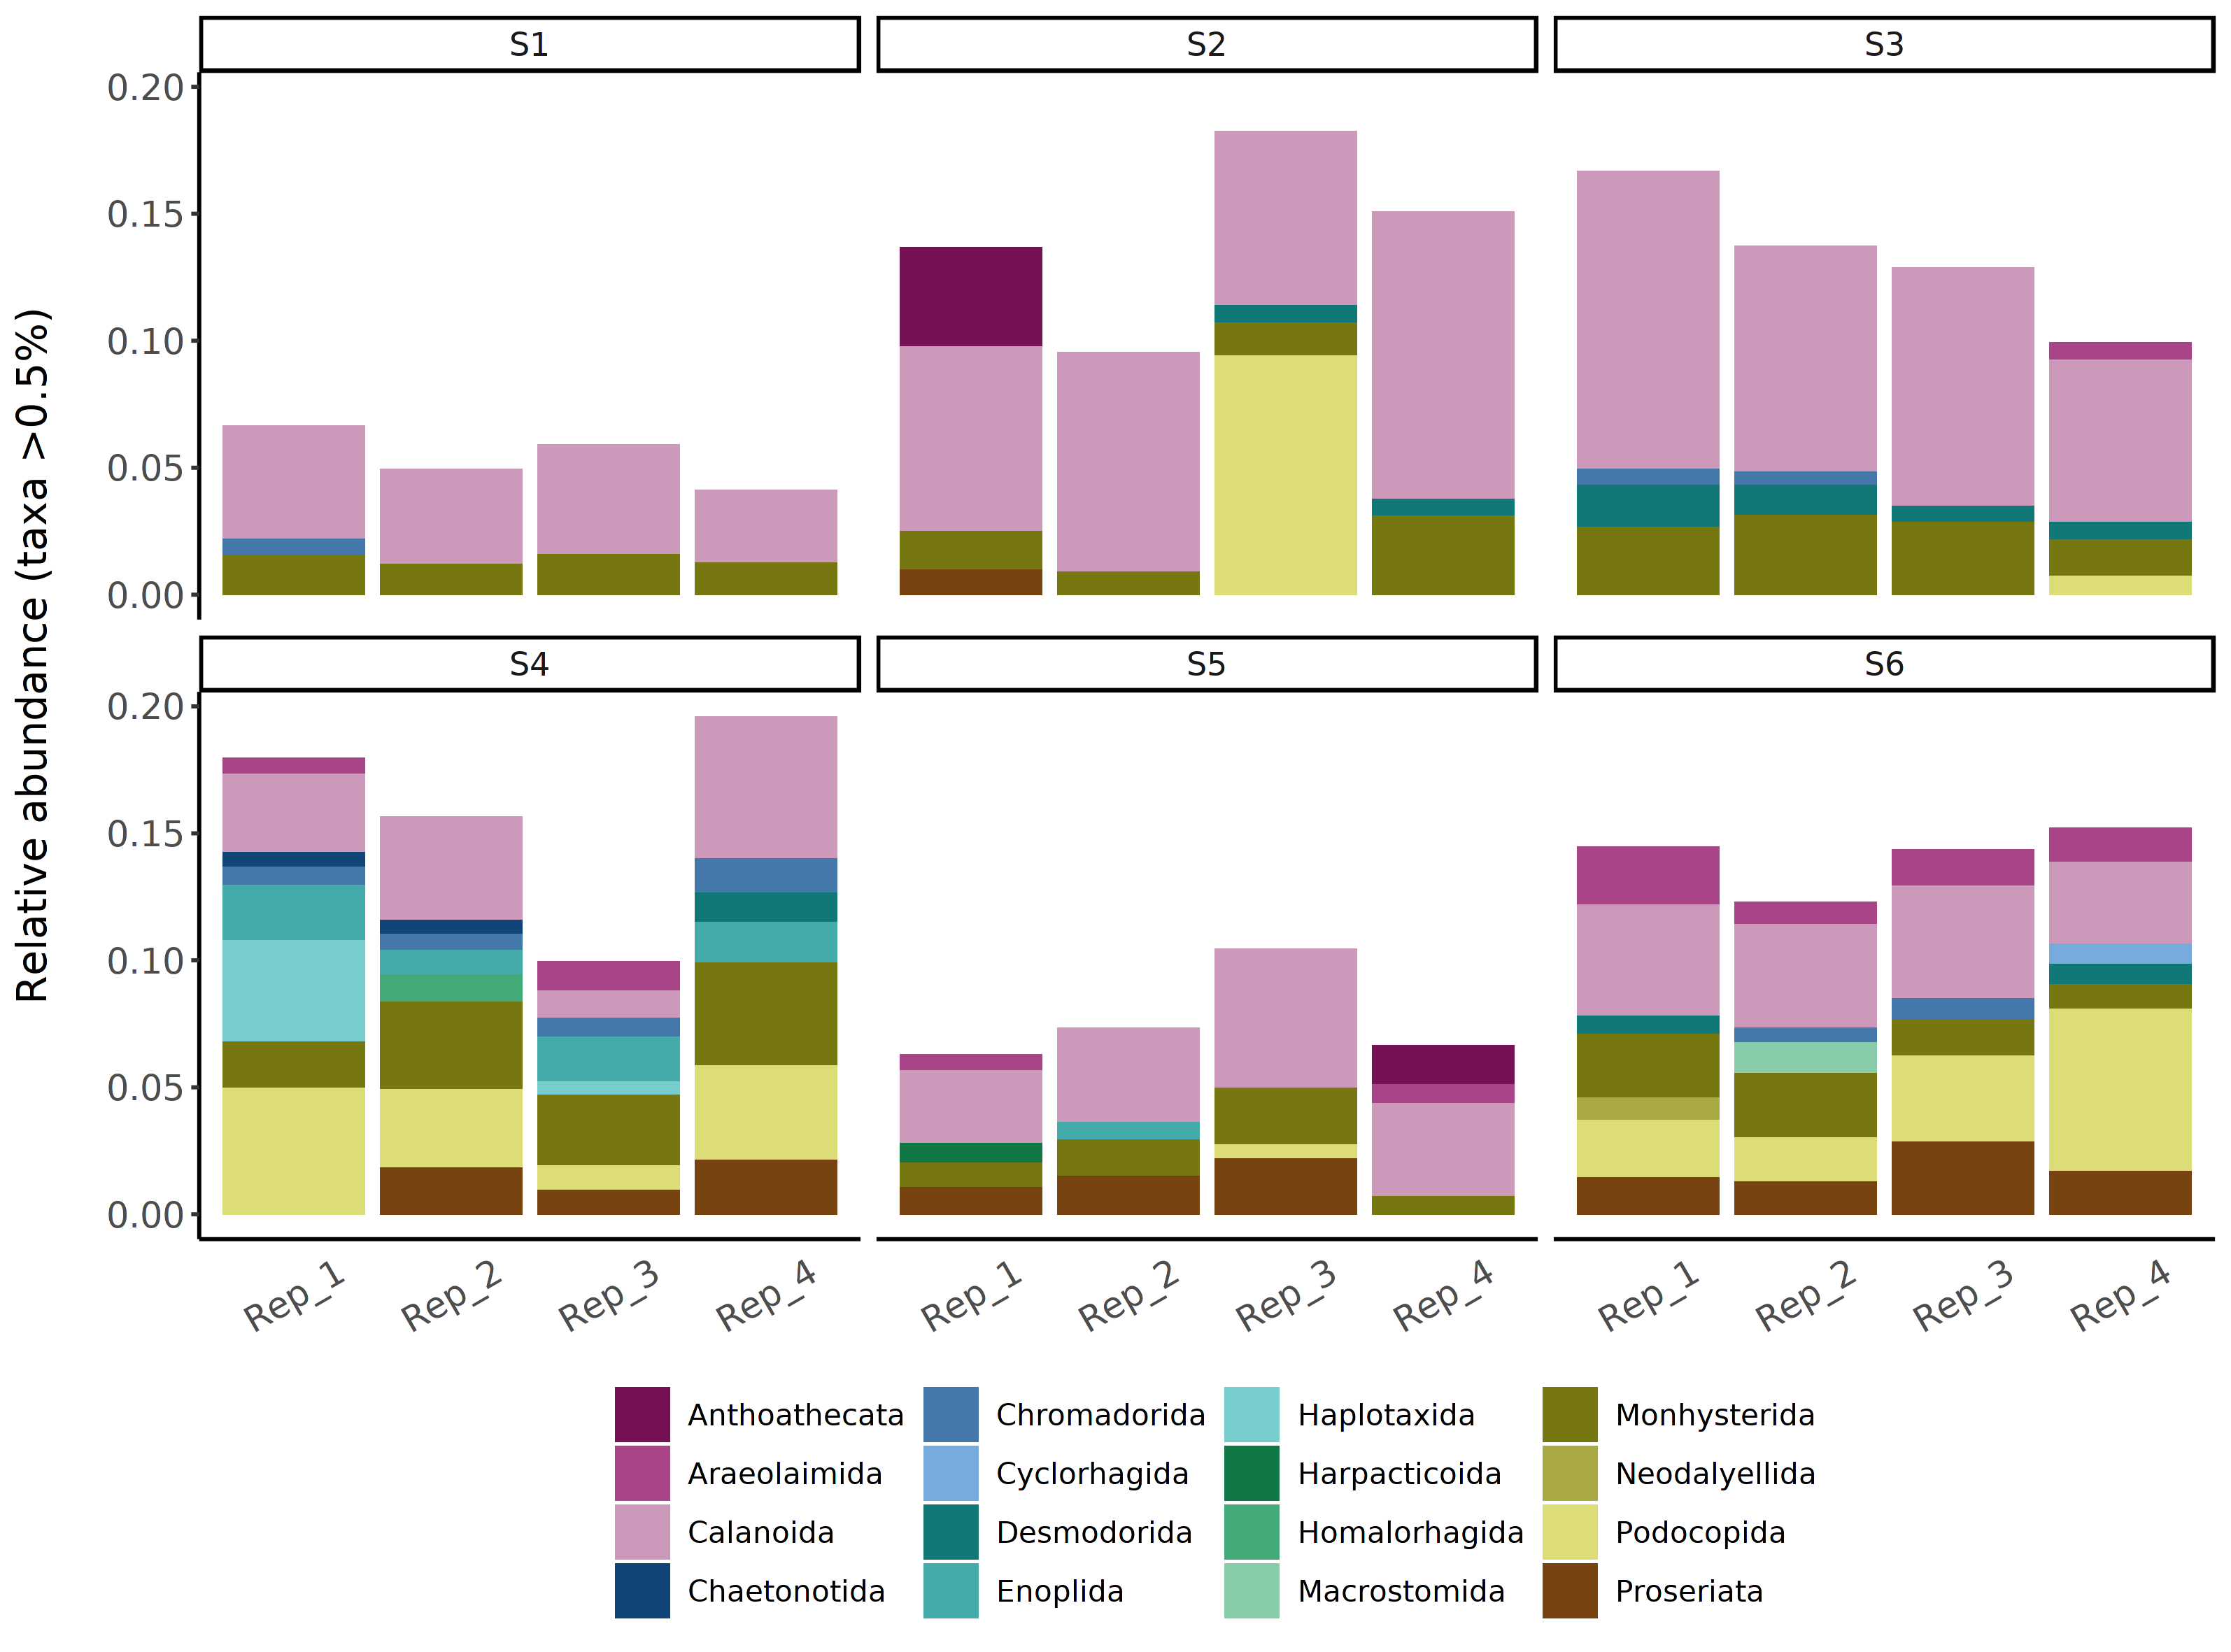 S1
S2
S3
0.20
0.15
0.10
0.05
0.00
S4
S5
S6
0.20
0.15
0.10
0.05
0.00
Relative abundance (taxa >0.5%)
Rep_1
Rep_2
Rep_3
Rep_4
Rep_1
Rep_2
Rep_3
Rep_4
Rep_1
Rep_2
Rep_3
Rep_4
Anthoathecata
Araeolaimida
Calanoida
Chaetonotida
Chromadorida
Cyclorhagida
Desmodorida
Enoplida
Haplotaxida
Harpacticoida
Homalorhagida
Macrostomida
Monhysterida
Neodalyellida
Podocopida
Proseriata